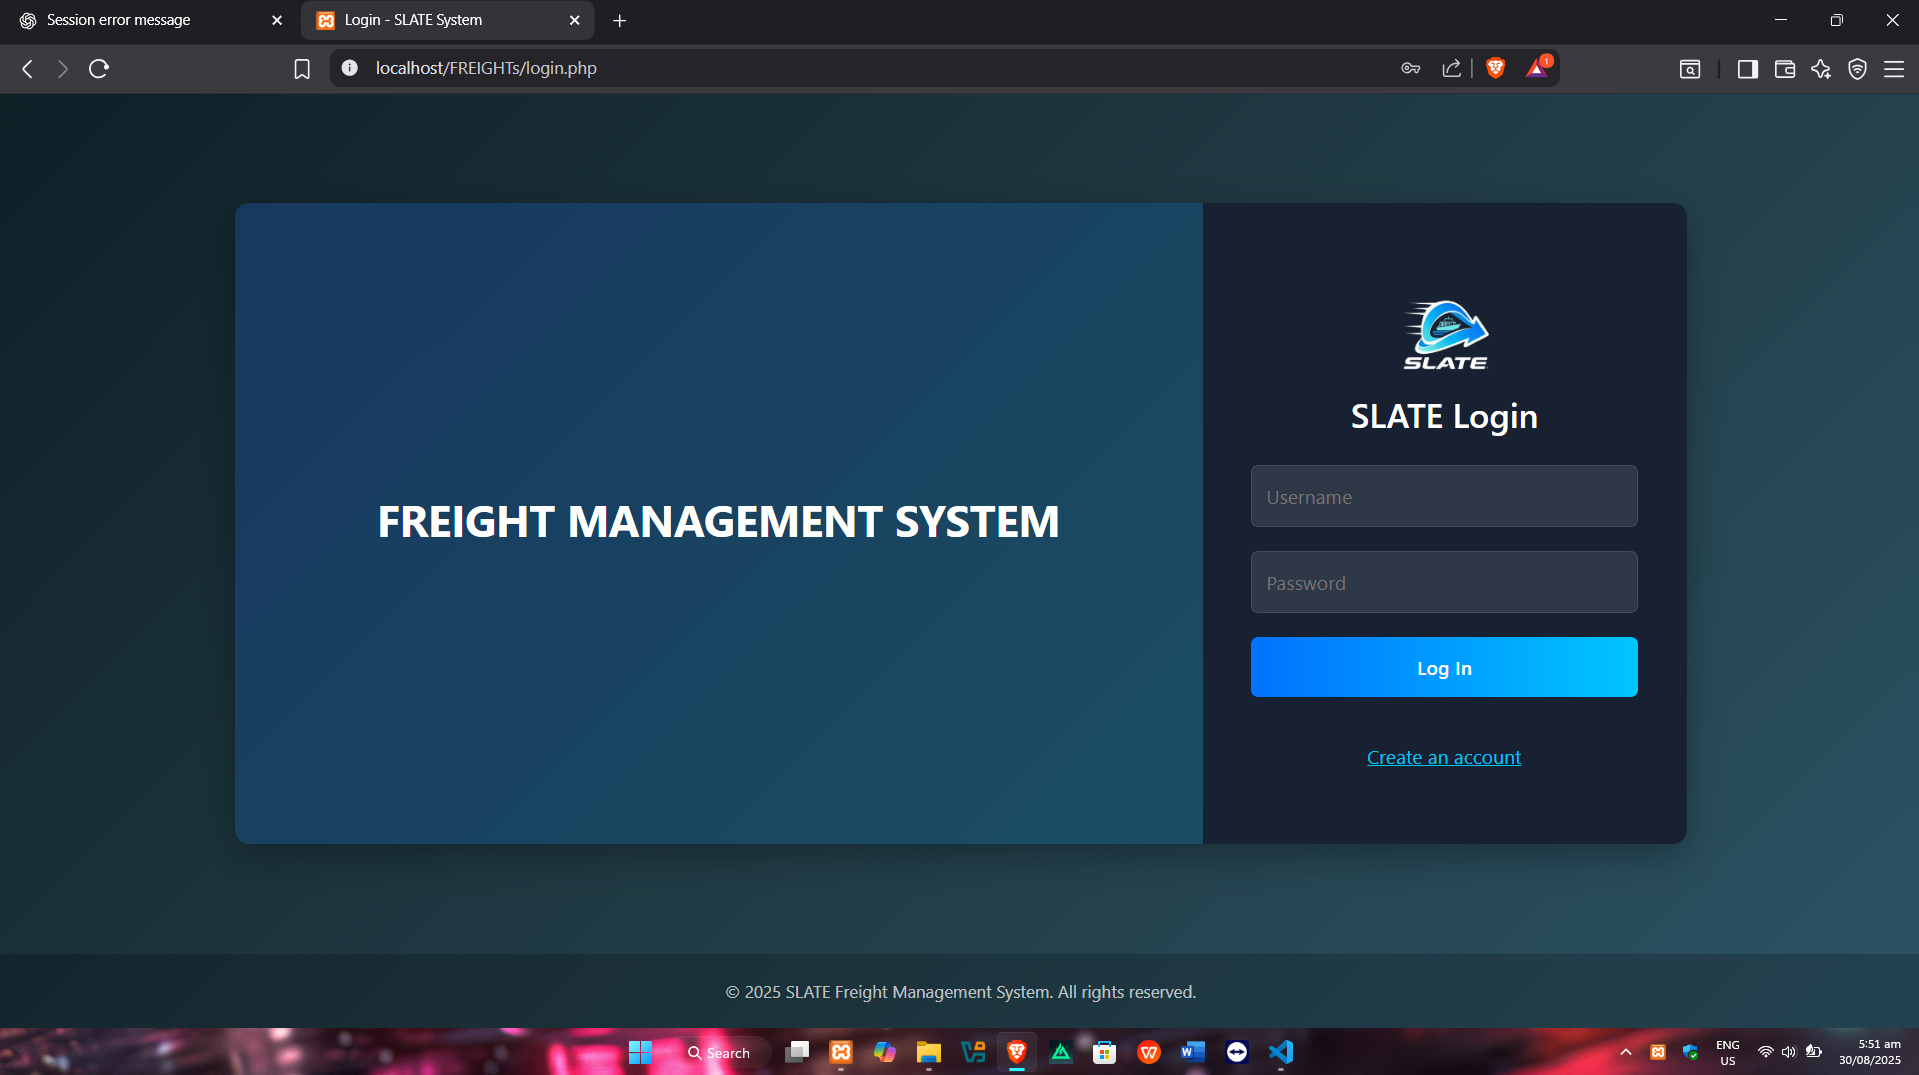 Session error message
Login - SLATE System
localhost/FREIGHTs/login.php
1
FREIGHT MANAGEMENT SYSTEM
SLATE
SLATE Login
Username
Password
Log In
Create an account
© 2025 SLATE Freight Management System. All rights reserved.
Search
ENG
US
5:51 am
30/08/2025